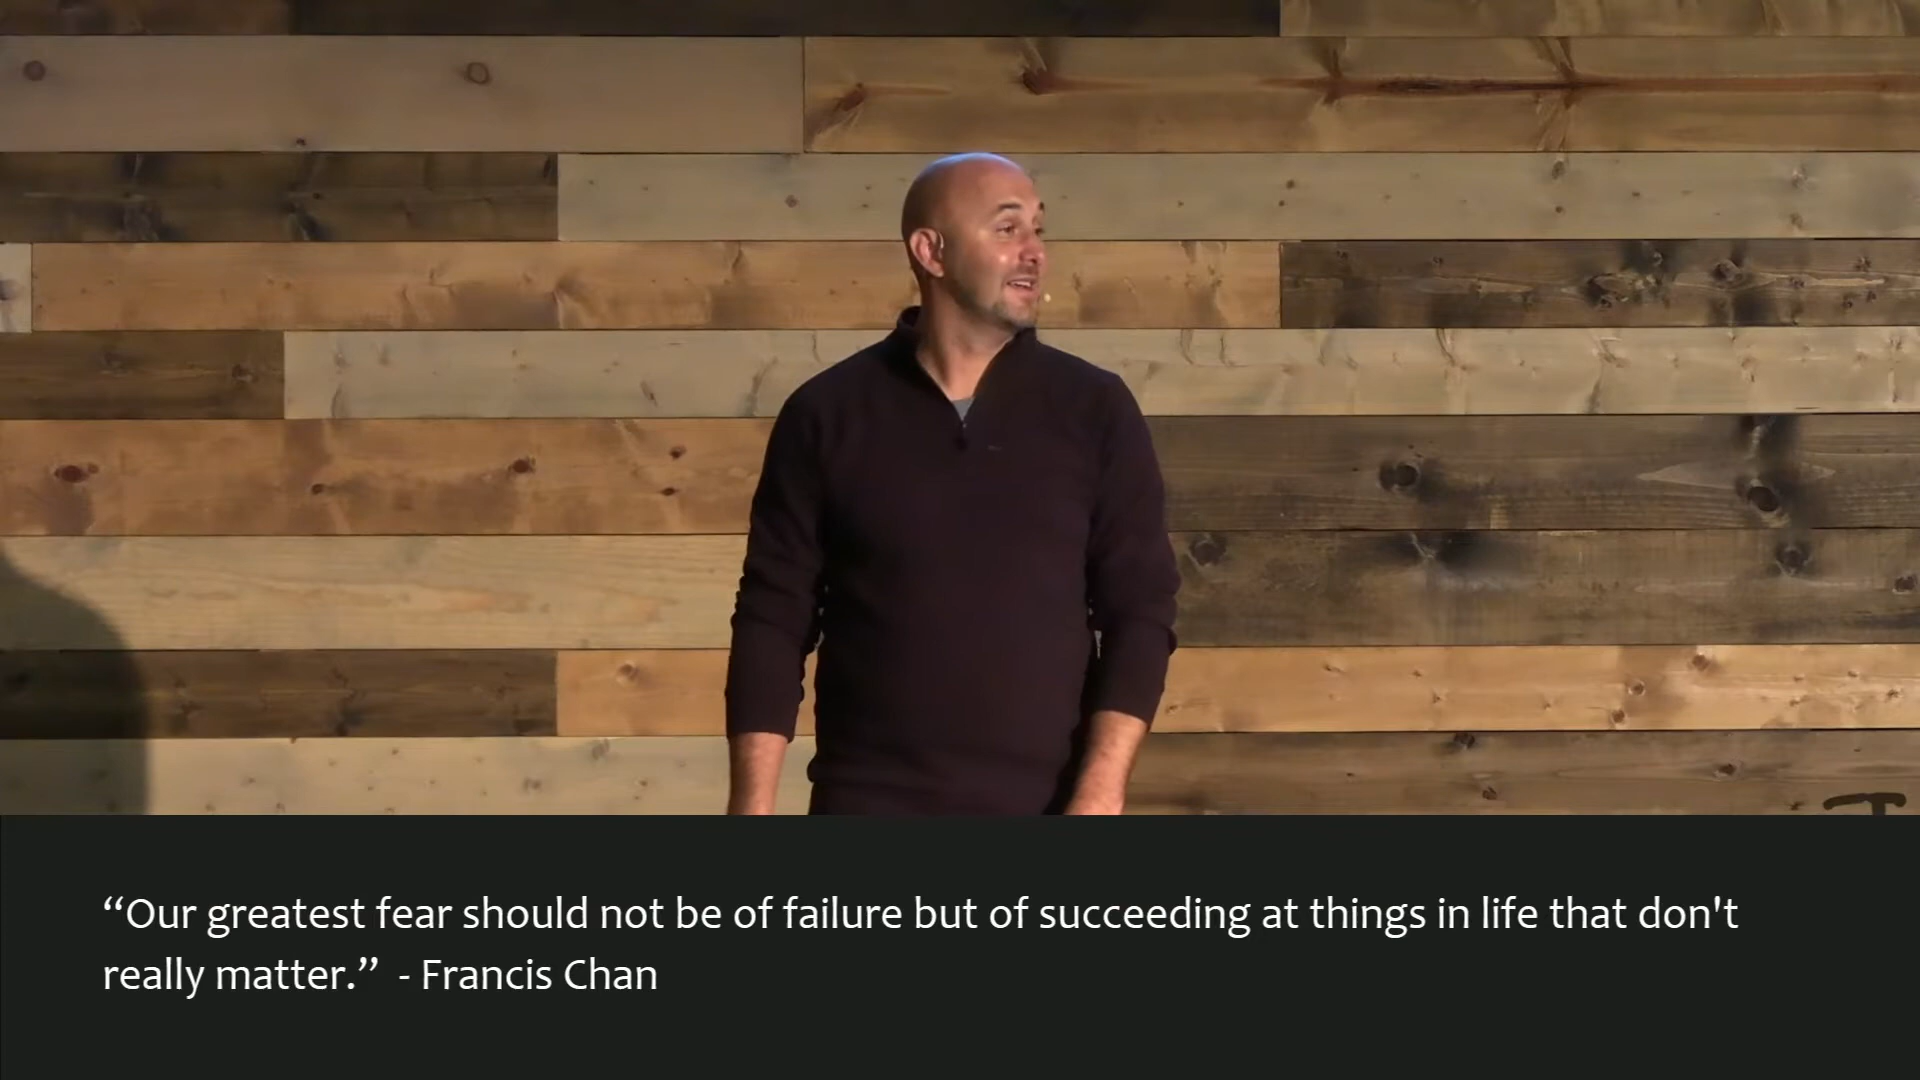 “Our greatest fear should not be of failure but of succeeding at things in life that don't
really matter.”  - Francis Chan